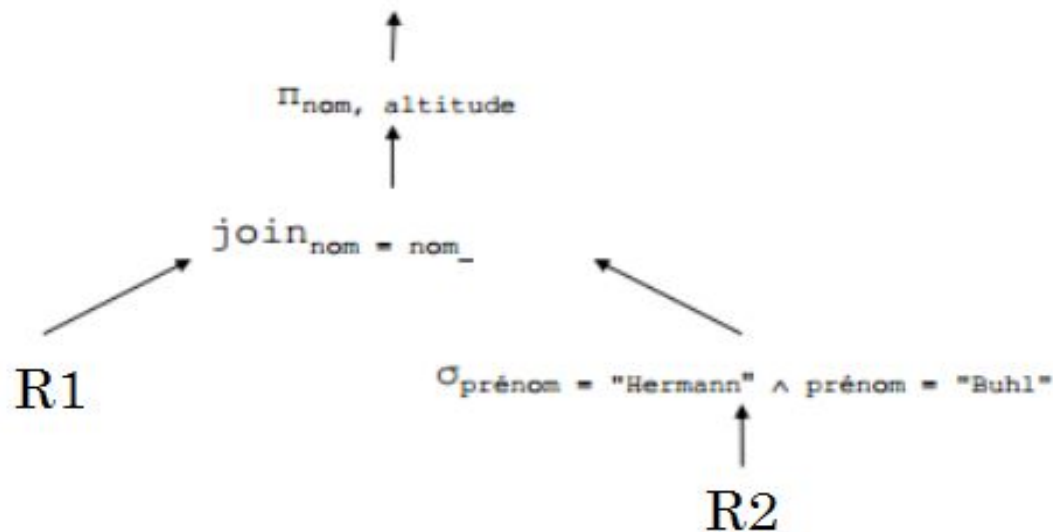 Π nom, altitude
join nom = nom_
R1
σ prénom = "Hermann" ∧ prénom = "Buhl"
R2